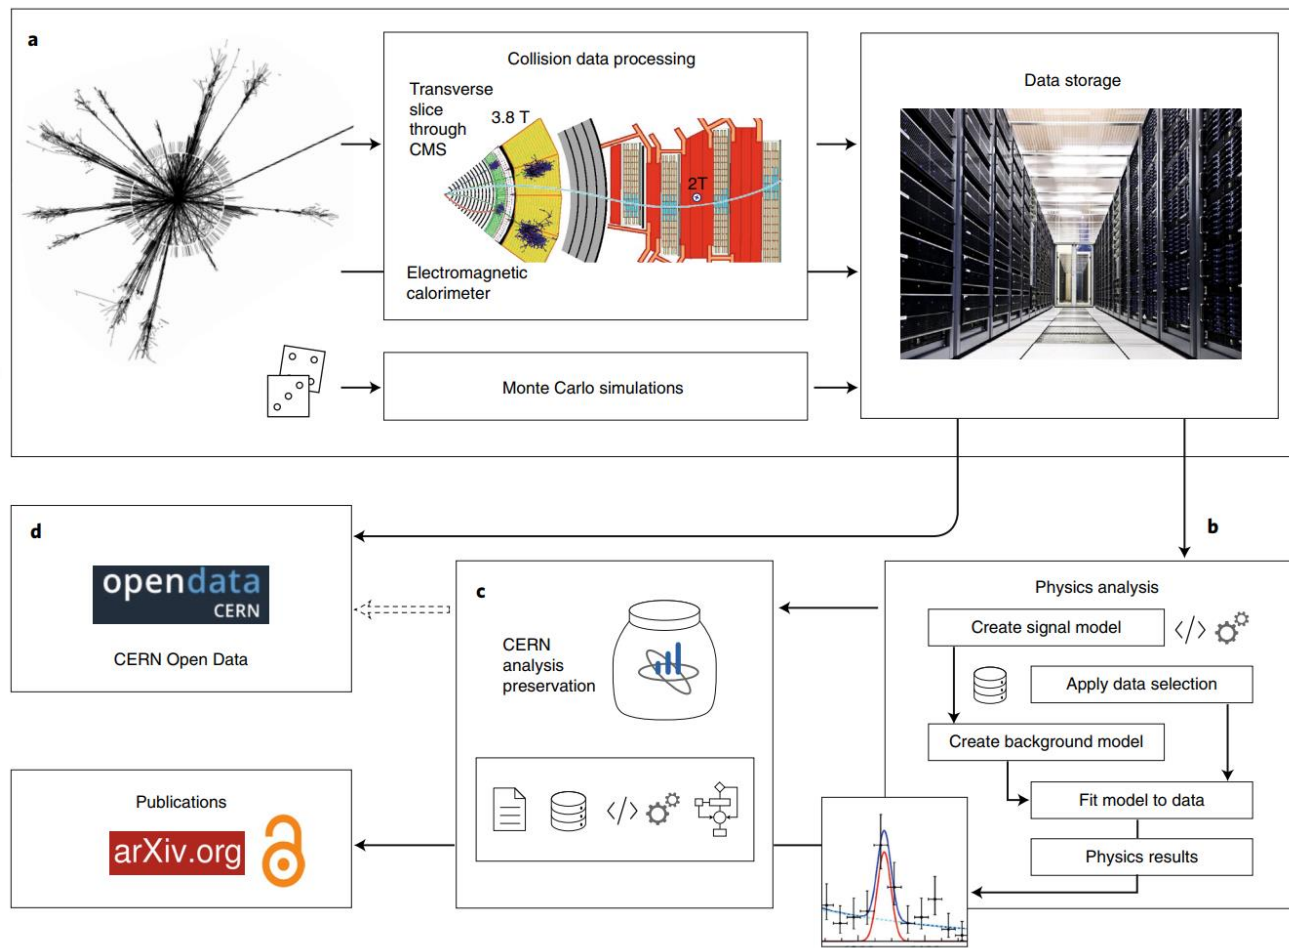 a
Collision data processing
Transverse
slice
through
CMS
3.8 T
2T
Electromagnetic
calorimeter
Data storage
Monte Carlo simulations
b
Physics analysis
Create signal model
</>
Apply data selection
Create background model
Fit model to data
Physics results
c
CERN
analysis
preservation
</>
d
opendata
CERN
CERN Open Data
Publications
arXiv.org